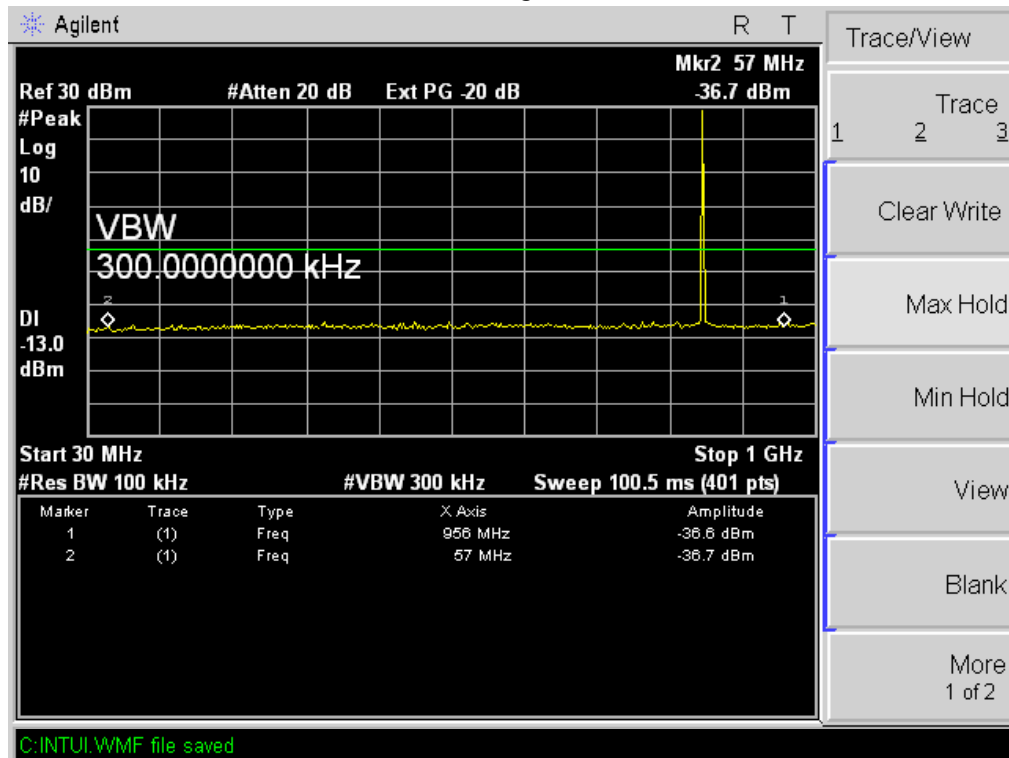 Agilent R T
Mkr2 57 MHz
Ref 30 dBm #Atten 20 dB Ext PG -20 dB -36.7 dBm
#Peak
Log
10
dB/
VBW
300.0000000 kHz
2 1
DI
-13.0
dBm
Start 30 MHz Stop 1 GHz
#Res BW 100 kHz #VBW 300 kHz Sweep 100.5 ms (401 pts)
Marker Trace Type X Axis Amplitude
1 (1) Freq 956 MHz -36.6 dBm
2 (1) Freq 57 MHz -36.7 dBm
C:INTUI.WMF file saved
Trace/View
Trace
1 2 3
Clear Write
Max Hold
Min Hold
View
Blank
More
1 of 2